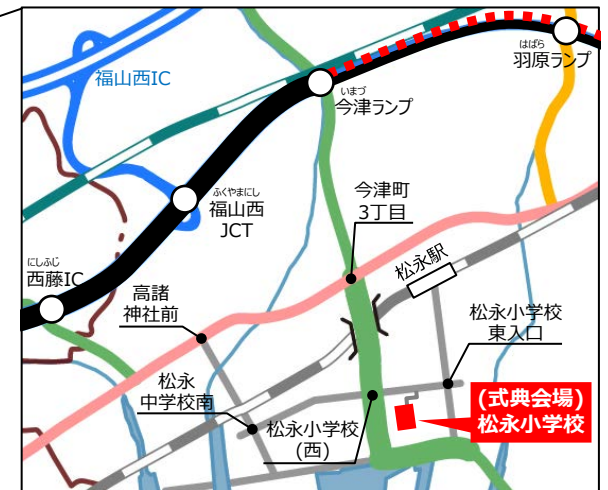 福山西IC
はばら
羽原ランプ
いまづ
今津ランプ
ふくやまにし
福山西
JCT
今津町
3丁目
松永駅
にしふじ
西藤IC
高諸
神社前
松永小学校
東入口
松永
中学校南
松永小学校
(西)
(式典会場)
松永小学校